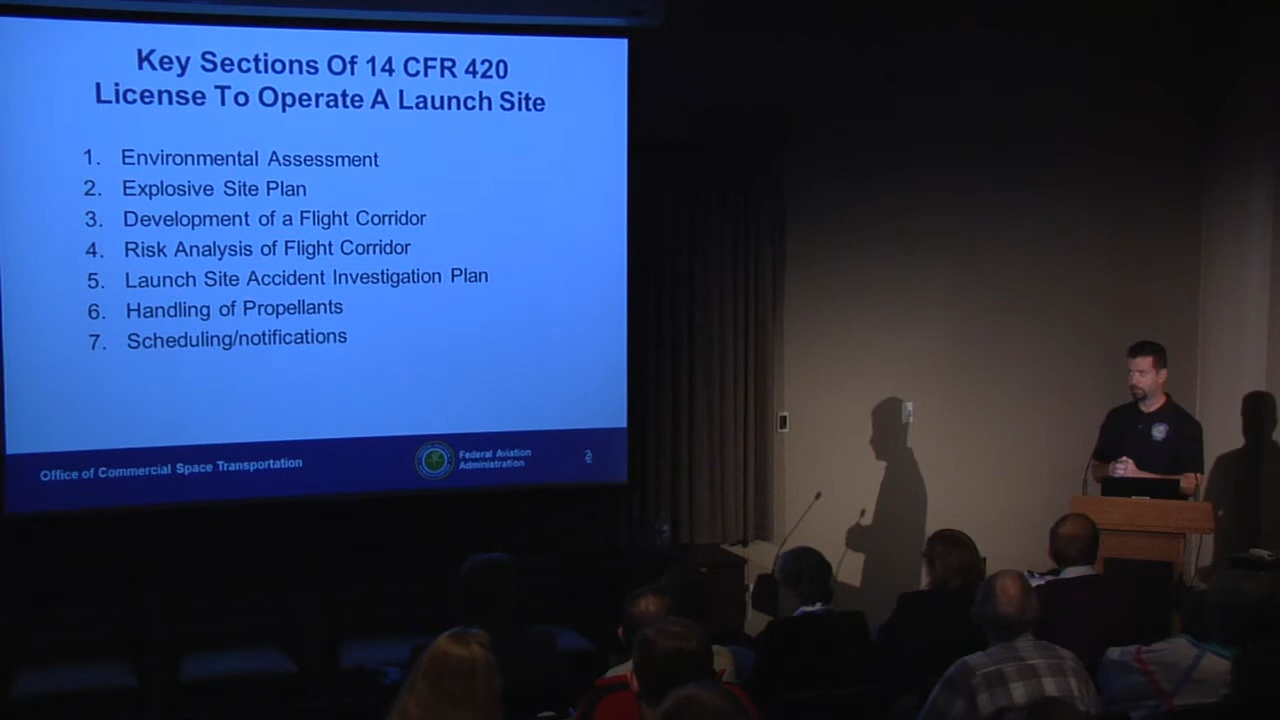 Key Sections Of 14 CFR 420
License To Operate A Launch Site
1. Environmental Assessment
2. Explosive Site Plan
3. Development of a Flight Corridor
4. Risk Analysis of Flight Corridor
5. Launch Site Accident Investigation Plan
6. Handling of Propellants
7. Scheduling/notifications
Office of Commercial Space Transportation
Federal Aviation
Administration